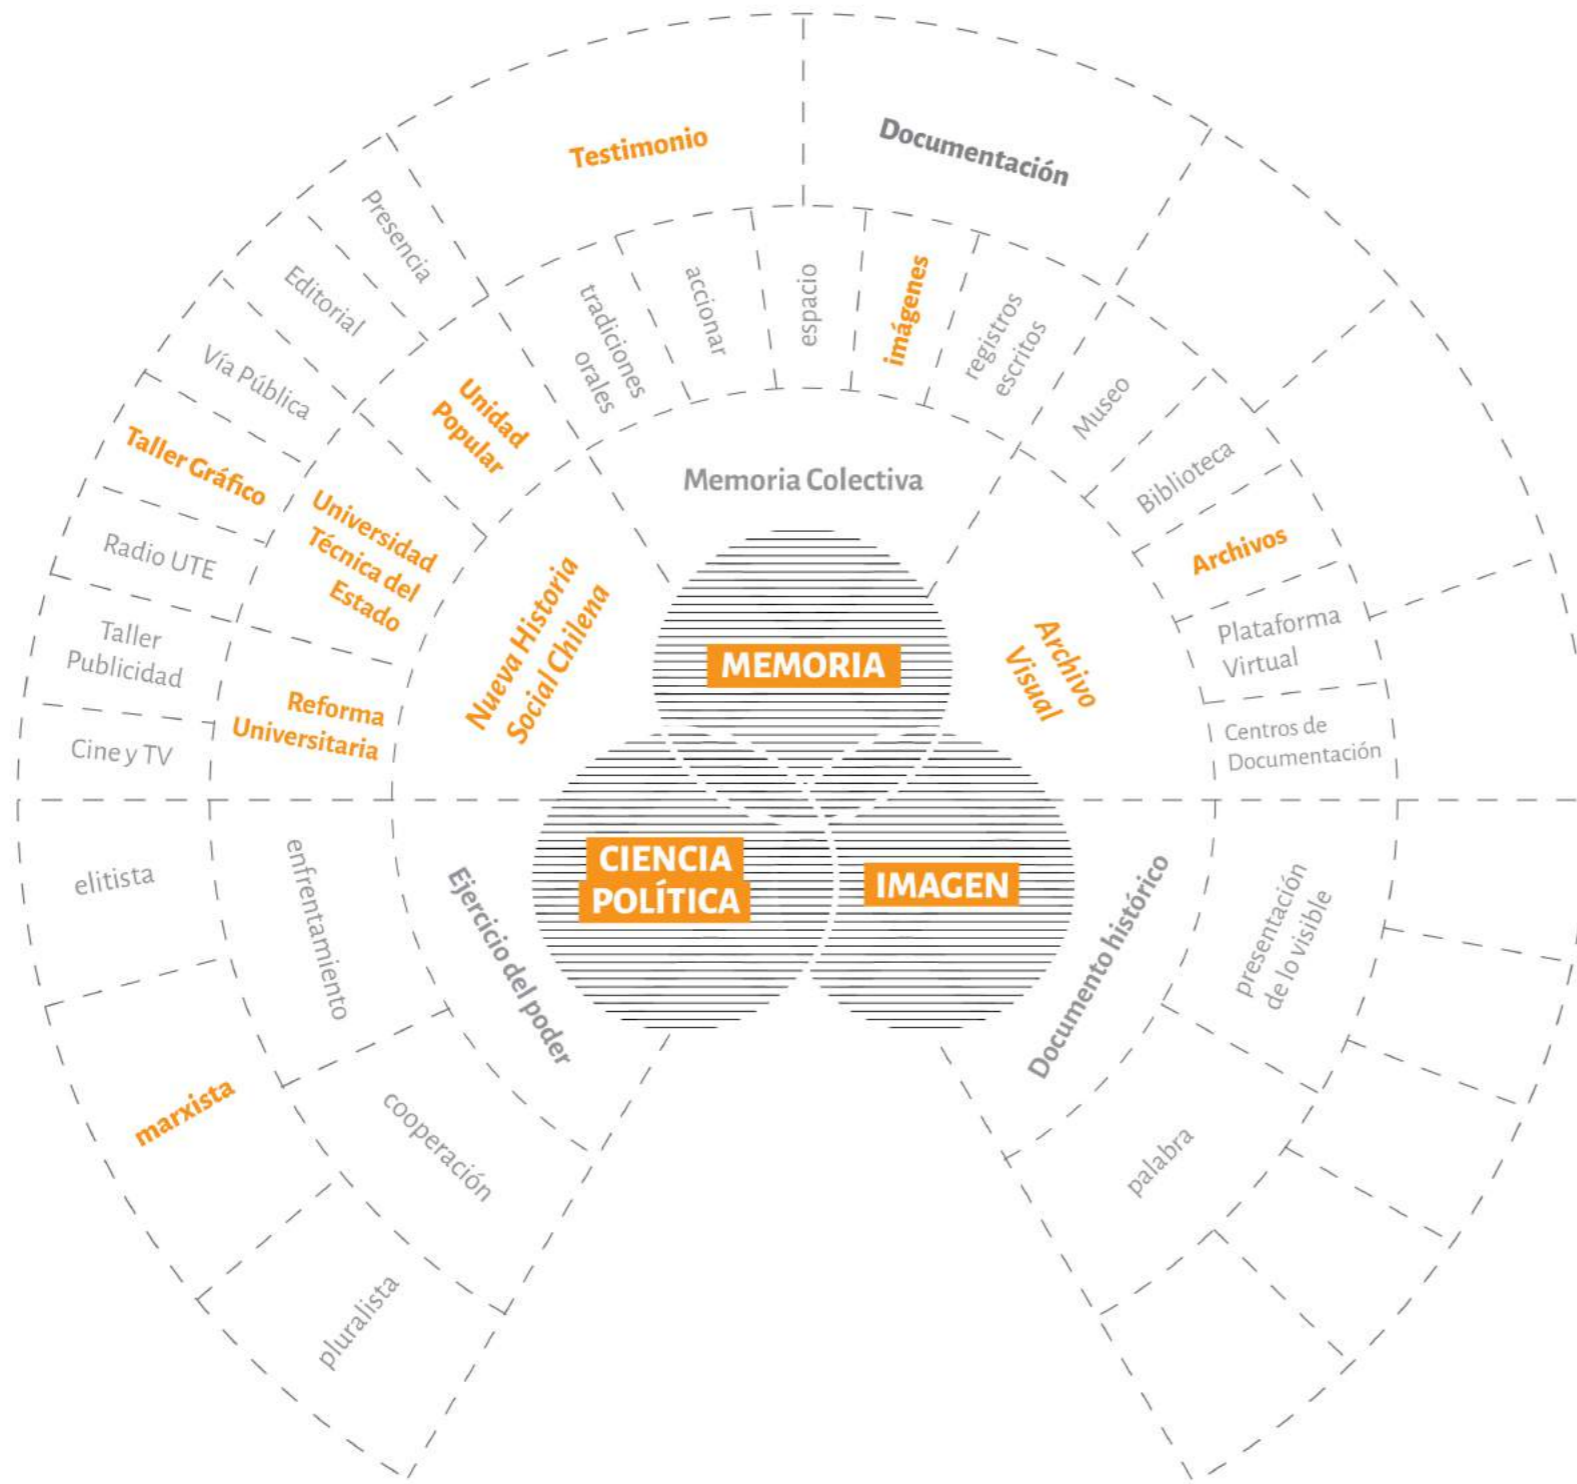 Testimonio
Documentación
Presencia
Editorial
Vía Pública
Taller Gráfico
Radio UTE
Taller
Publicidad
Cine y TV
tradiciones
orales
accionar
espacio
imágenes
registros
escritos
Unidad
Popular
Universidad
Técnica del
Estado
Reforma
Universitaria
Museo
Biblioteca
Archivos
Plataforma
Virtual
Centros de
Documentación
Memoria Colectiva
Nueva Historia
Social Chilena
Archivo
Visual
MEMORIA
CIENCIA
POLÍTICA
IMAGEN
elitista
marxista
pluralista
enfrentamiento
cooperación
Ejercicio del poder
Documento histórico
presentación
de lo visible
palabra